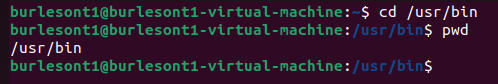 burlesont1@burlesont1-virtual-machine:~$ cd /usr/bin
burlesont1@burlesont1-virtual-machine:/usr/bin$ pwd
/usr/bin
burlesont1@burlesont1-virtual-machine:/usr/bin$